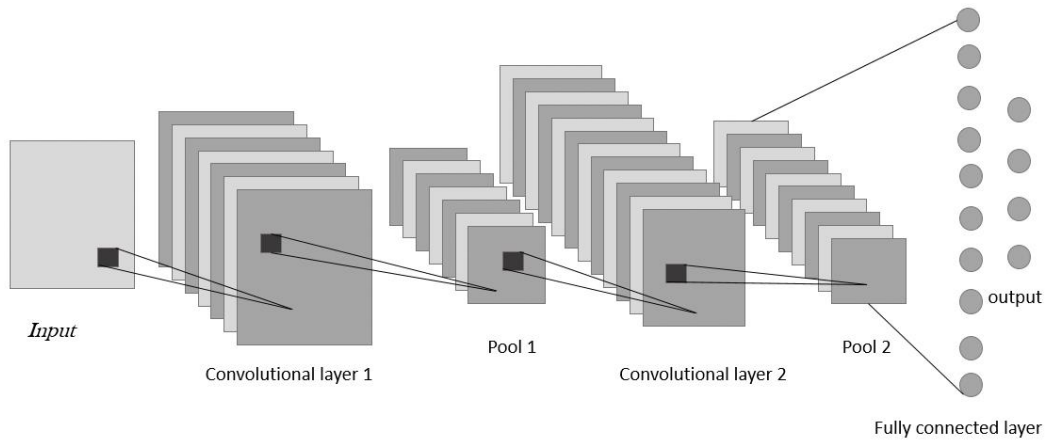 Input
Convolutional layer 1
Pool 1
Convolutional layer 2
Pool 2
output
Fully connected layer